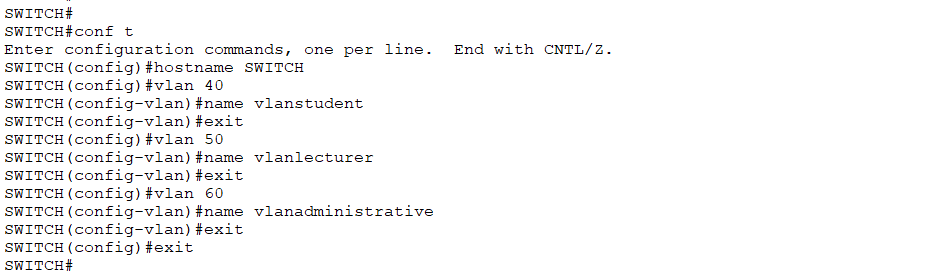 SWITCH#
SWITCH#conf t
Enter configuration commands, one per line.  End with CNTL/Z.
SWITCH(config)#hostname SWITCH
SWITCH(config)#vlan 40
SWITCH(config-vlan)#name vlanstudent
SWITCH(config-vlan)#exit
SWITCH(config)#vlan 50
SWITCH(config-vlan)#name vlanlecturer
SWITCH(config-vlan)#exit
SWITCH(config)#vlan 60
SWITCH(config-vlan)#name vlanadministrative
SWITCH(config-vlan)#exit
SWITCH(config)#exit
SWITCH#